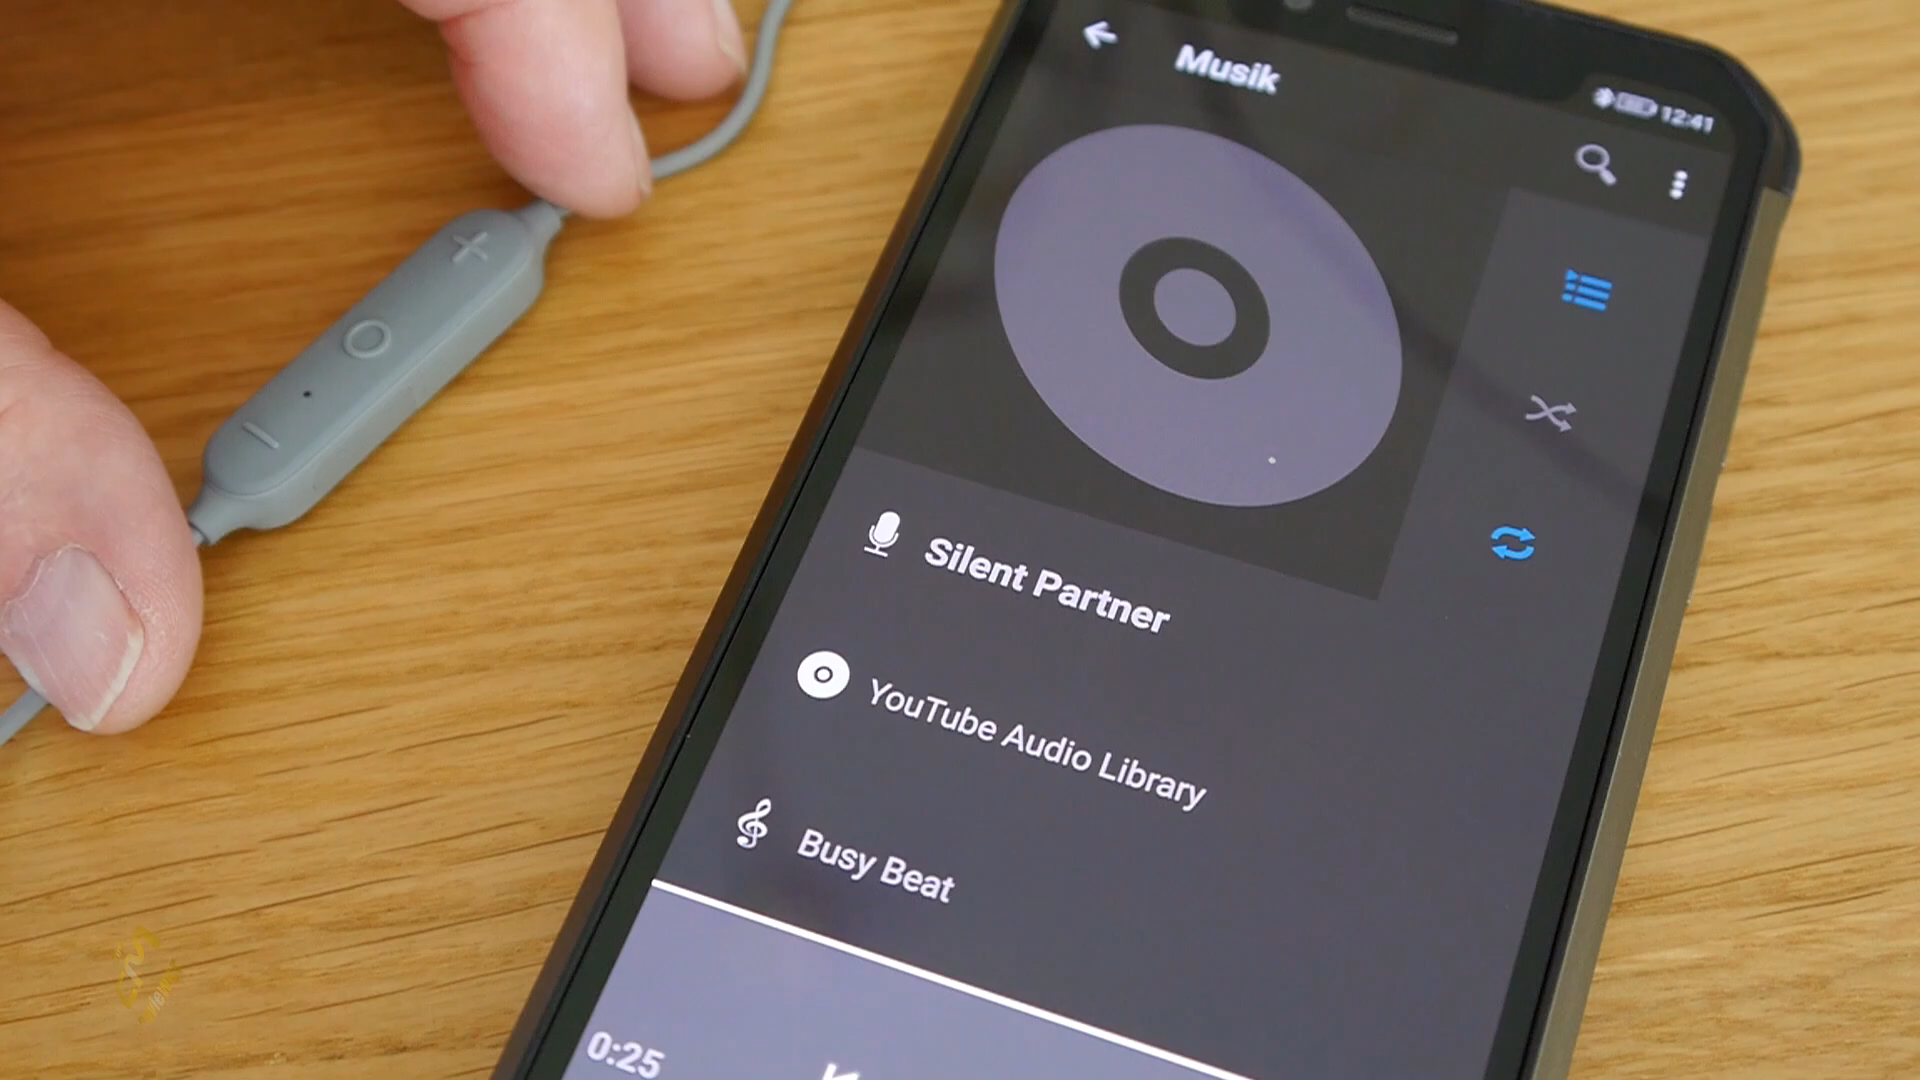 Musik
12:41
Silent Partner
YouTube Audio Library
Busy Beat
0:25